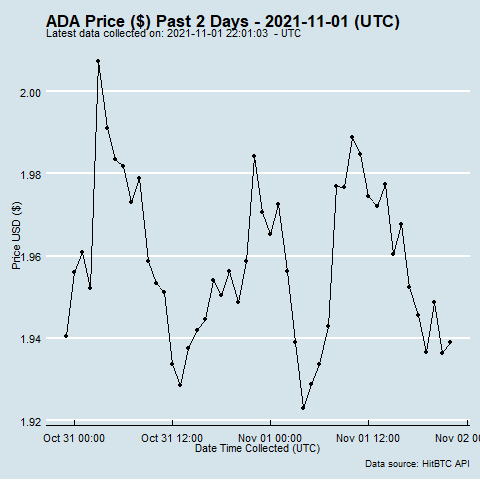 ADA Price ($) Past 2 Days - 2021-11-01 (UTC)
Latest data collected on: 2021-11-01 22:01:03  - UTC
2.00
1.98
1.96
1.94
1.92
Price USD ($)
Oct 31 00:00
Oct 31 12:00
Nov 01 00:00
Nov 01 12:00
Nov 02 0
Date Time Collected (UTC)
Data source: HitBTC API